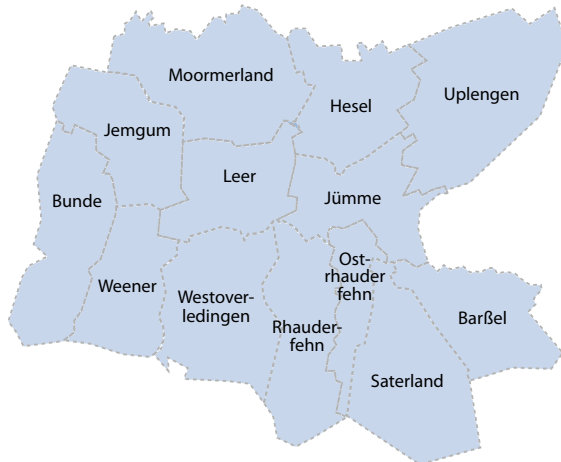 Moormerland
Hesel
Uplengen
Jemgum
Leer
Bunde
Jümme
Weener
Westover-
ledingen
Rhauder-
fehn
Ost-
rhauder
fehn
Barßel
Saterland